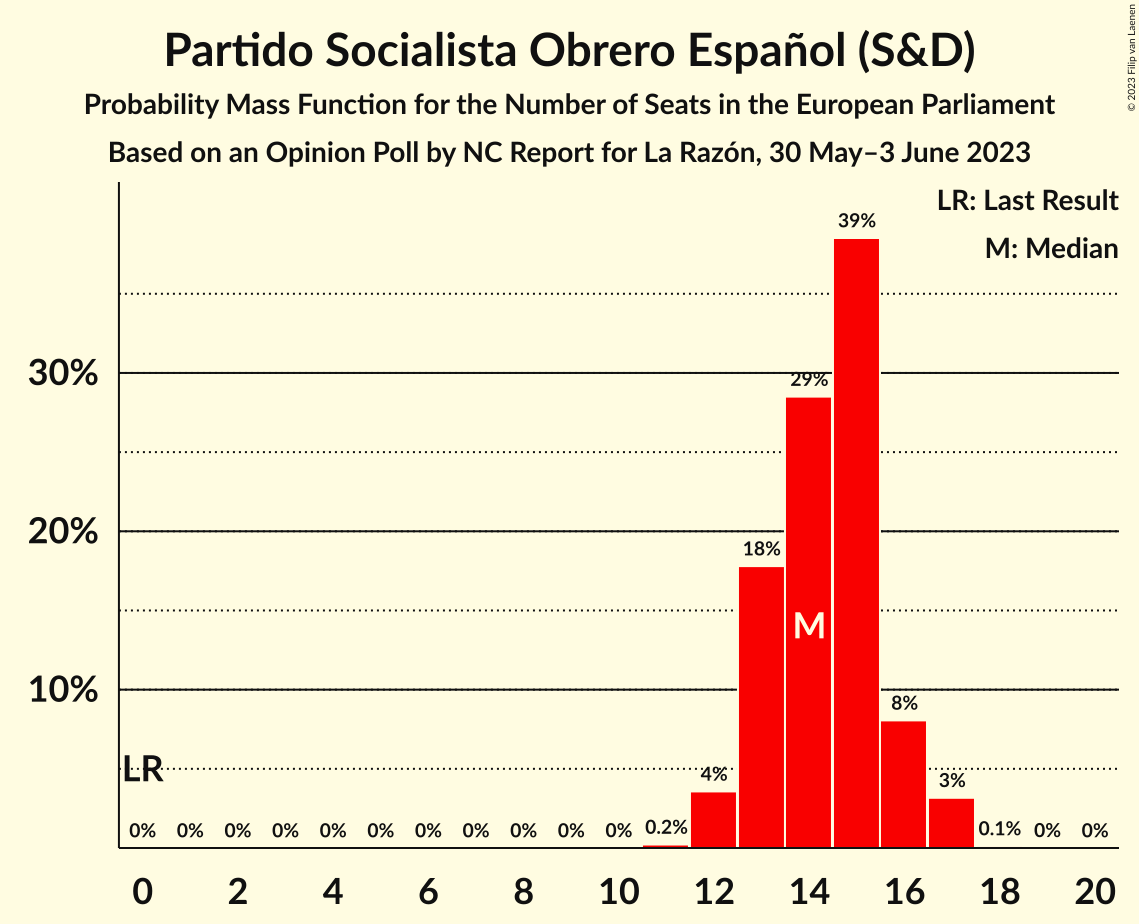 Partido Socialista Obrero Español (S&D)
Probability Mass Function for the Number of Seats in the European Parliament
Based on an Opinion Poll by NC Report for La Razón, 30 May–3 June 2023
© 2023 Filip van Laenen
LR: Last Result
M: Median
39%
30%
29%
20%
18%
M
10%
8%
LR
4%
3%
0% 0% 0% 0% 0% 0% 0% 0% 0% 0% 0% 0.2% 0.1% 0% 0%
0 2 4 6 8 10 12 14 16 18 20